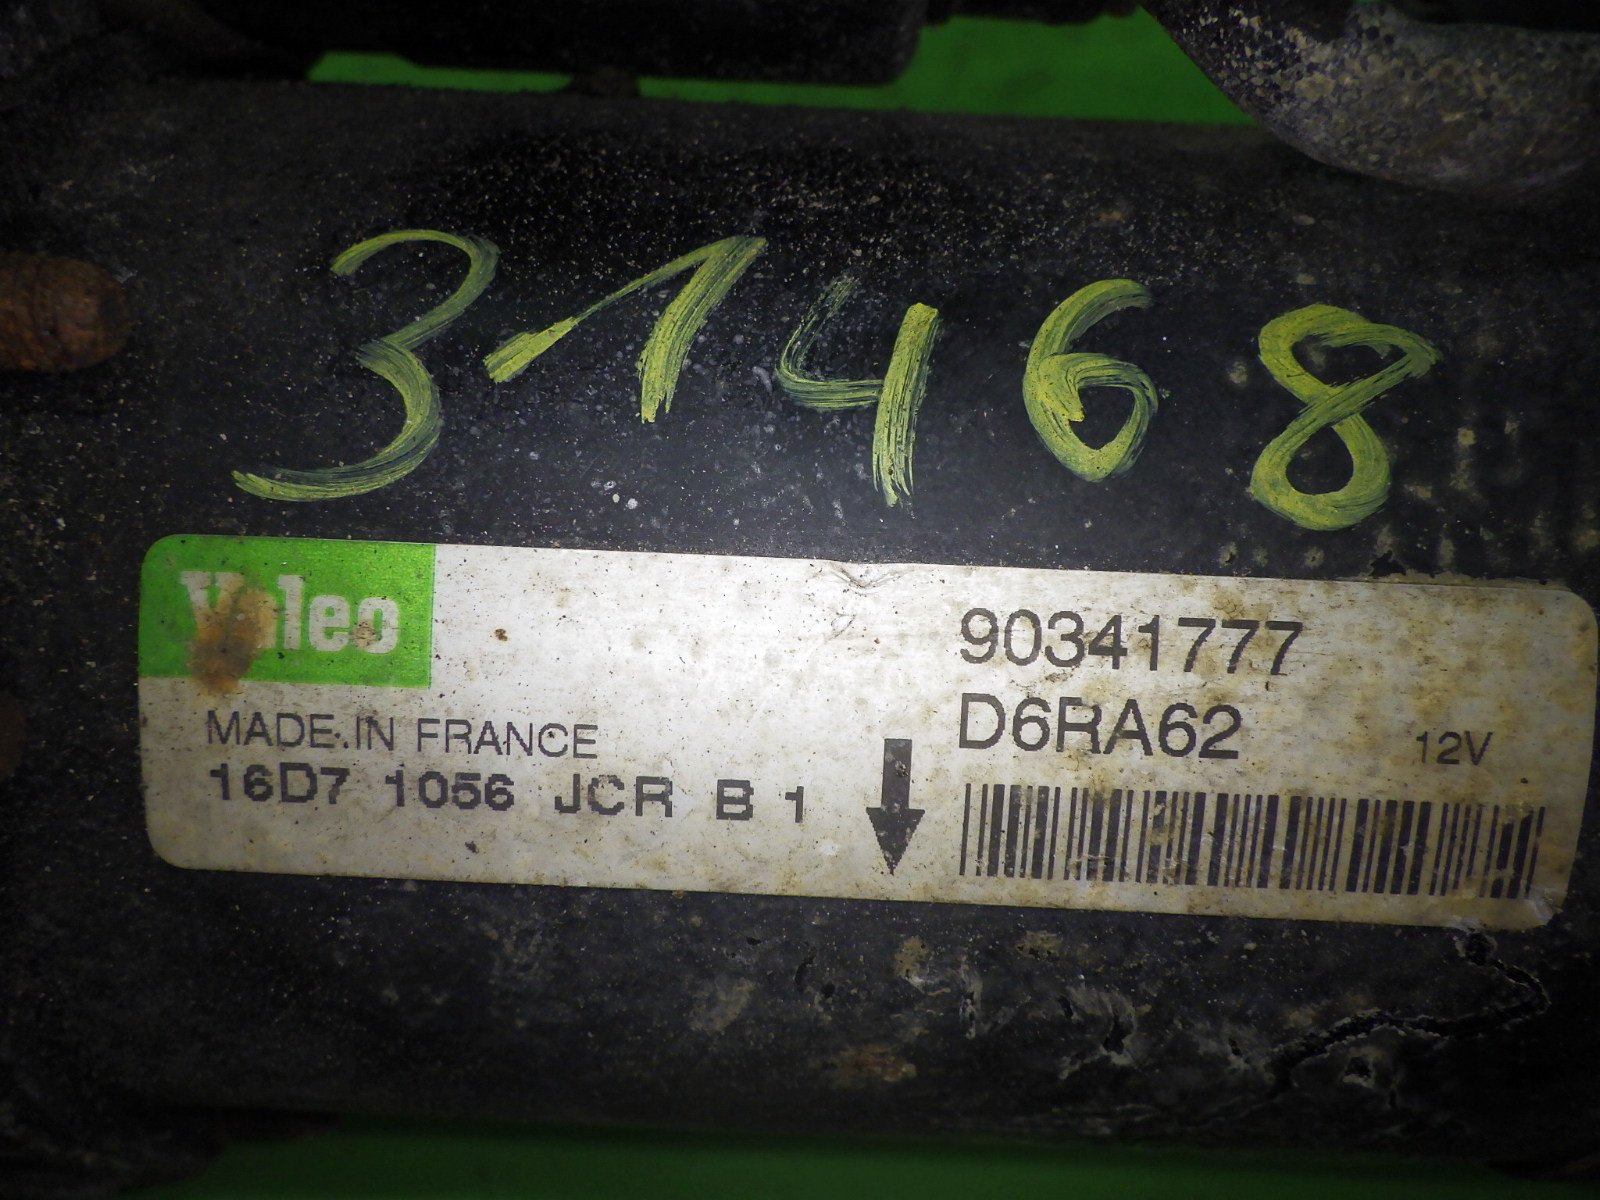 31468
Valeo
90341777
D6RA62
12V
MADE IN FRANCE
16D7 1056 JCR B 1